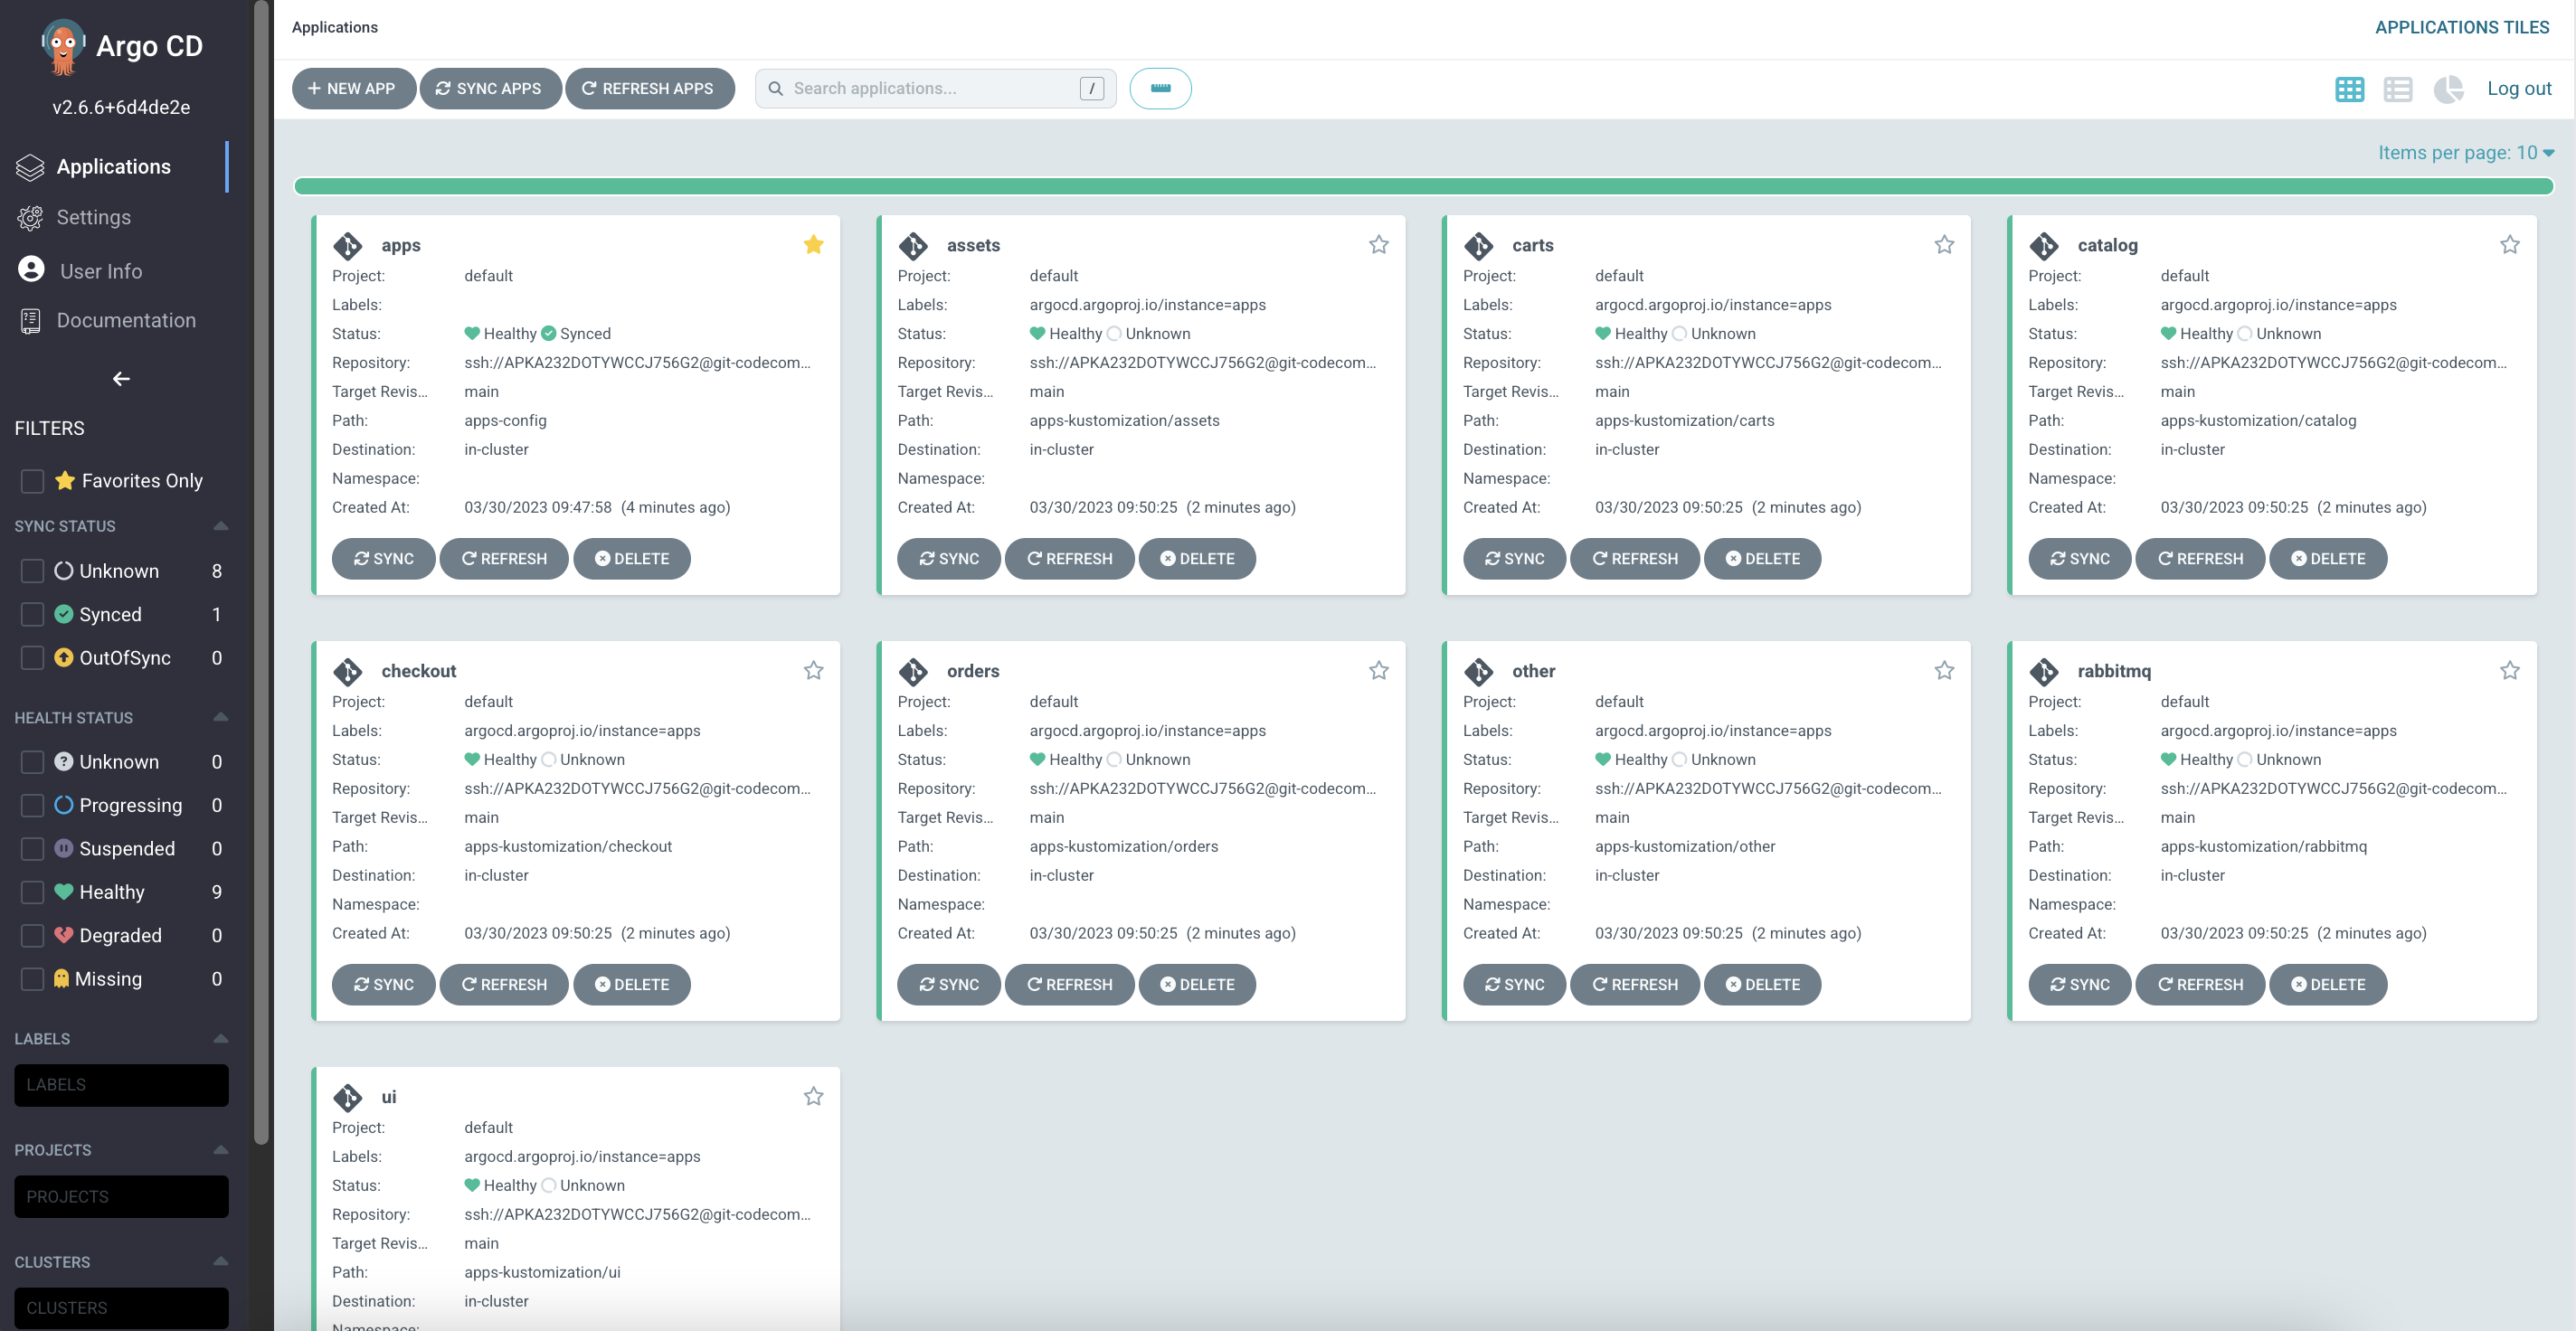 Argo CD
v2.6.6+6d4de2e
Applications
Settings
User Info
Documentation
FILTERS
Favorites Only
SYNC STATUS
Unknown 8
Synced 1
OutOfSync 0
HEALTH STATUS
Unknown 0
Progressing 0
Suspended 0
Healthy 9
Degraded 0
Missing 0
LABELS
LABELS
PROJECTS
PROJECTS
CLUSTERS
CLUSTERS
Applications
APPLICATIONS TILES
+ NEW APP SYNC APPS REFRESH APPS Search applications... / Log out
Items per page: 10
apps
Project: default
Labels:
Status: Healthy Synced
Repository: ssh://APKA232DOTYWCCJ756G2@git-codecom...
Target Revis... main
Path: apps-config
Destination: in-cluster
Namespace:
Created At: 03/30/2023 09:47:58 (4 minutes ago)
SYNC REFRESH DELETE
assets
Project: default
Labels: argocd.argoproj.io/instance=apps
Status: Healthy Unknown
Repository: ssh://APKA232DOTYWCCJ756G2@git-codecom...
Target Revis... main
Path: apps-kustomization/assets
Destination: in-cluster
Namespace:
Created At: 03/30/2023 09:50:25 (2 minutes ago)
SYNC REFRESH DELETE
carts
Project: default
Labels: argocd.argoproj.io/instance=apps
Status: Healthy Unknown
Repository: ssh://APKA232DOTYWCCJ756G2@git-codecom...
Target Revis... main
Path: apps-kustomization/carts
Destination: in-cluster
Namespace:
Created At: 03/30/2023 09:50:25 (2 minutes ago)
SYNC REFRESH DELETE
catalog
Project: default
Labels: argocd.argoproj.io/instance=apps
Status: Healthy Unknown
Repository: ssh://APKA232DOTYWCCJ756G2@git-codecom...
Target Revis... main
Path: apps-kustomization/catalog
Destination: in-cluster
Namespace:
Created At: 03/30/2023 09:50:25 (2 minutes ago)
SYNC REFRESH DELETE
checkout
Project: default
Labels: argocd.argoproj.io/instance=apps
Status: Healthy Unknown
Repository: ssh://APKA232DOTYWCCJ756G2@git-codecom...
Target Revis... main
Path: apps-kustomization/checkout
Destination: in-cluster
Namespace:
Created At: 03/30/2023 09:50:25 (2 minutes ago)
SYNC REFRESH DELETE
orders
Project: default
Labels: argocd.argoproj.io/instance=apps
Status: Healthy Unknown
Repository: ssh://APKA232DOTYWCCJ756G2@git-codecom...
Target Revis... main
Path: apps-kustomization/orders
Destination: in-cluster
Namespace:
Created At: 03/30/2023 09:50:25 (2 minutes ago)
SYNC REFRESH DELETE
other
Project: default
Labels: argocd.argoproj.io/instance=apps
Status: Healthy Unknown
Repository: ssh://APKA232DOTYWCCJ756G2@git-codecom...
Target Revis... main
Path: apps-kustomization/other
Destination: in-cluster
Namespace:
Created At: 03/30/2023 09:50:25 (2 minutes ago)
SYNC REFRESH DELETE
rabbitmq
Project: default
Labels: argocd.argoproj.io/instance=apps
Status: Healthy Unknown
Repository: ssh://APKA232DOTYWCCJ756G2@git-codecom...
Target Revis... main
Path: apps-kustomization/rabbitmq
Destination: in-cluster
Namespace:
Created At: 03/30/2023 09:50:25 (2 minutes ago)
SYNC REFRESH DELETE
ui
Project: default
Labels: argocd.argoproj.io/instance=apps
Status: Healthy Unknown
Repository: ssh://APKA232DOTYWCCJ756G2@git-codecom...
Target Revis... main
Path: apps-kustomization/ui
Destination: in-cluster
Namespace: